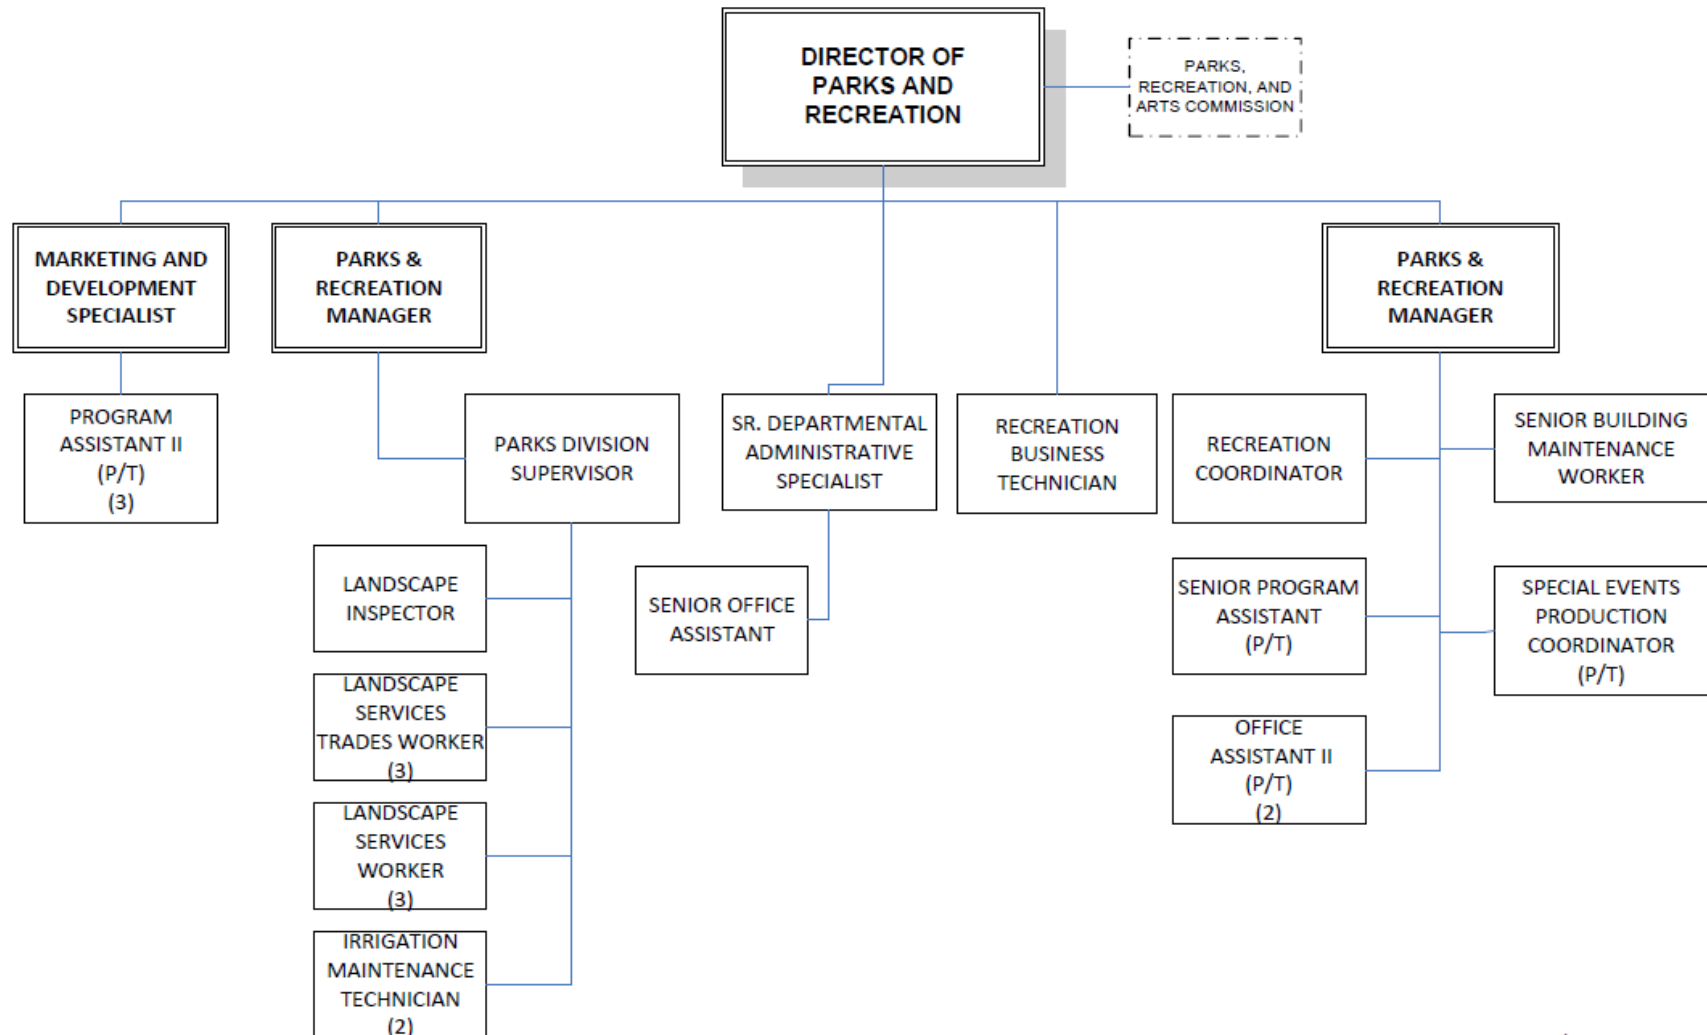 DIRECTOR OF
PARKS AND
RECREATION
PARKS,
RECREATION, AND
ARTS COMMISSION
MARKETING AND
DEVELOPMENT
SPECIALIST
PARKS &
RECREATION
MANAGER
PARKS &
RECREATION
MANAGER
PROGRAM
ASSISTANT II
(P/T)
(3)
PARKS DIVISION
SUPERVISOR
SR. DEPARTMENTAL
ADMINISTRATIVE
SPECIALIST
RECREATION
BUSINESS
TECHNICIAN
RECREATION
COORDINATOR
SENIOR BUILDING
MAINTENANCE
WORKER
LANDSCAPE
INSPECTOR
SENIOR OFFICE
ASSISTANT
SENIOR PROGRAM
ASSISTANT
(P/T)
SPECIAL EVENTS
PRODUCTION
COORDINATOR
(P/T)
LANDSCAPE
SERVICES
TRADES WORKER
(3)
OFFICE
ASSISTANT II
(P/T)
(2)
LANDSCAPE
SERVICES
WORKER
(3)
IRRIGATION
MAINTENANCE
TECHNICIAN
(2)